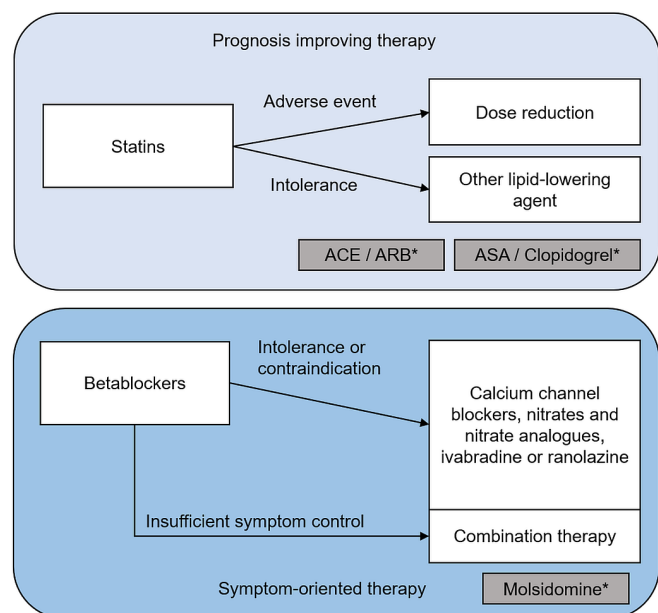 Prognosis improving therapy
Statins
Adverse event
Intolerance
Dose reduction
Other lipid-lowering
agent
ACE / ARB*
ASA / Clopidogrel*
Betablockers
Intolerance or
contraindication
Calcium channel
blockers, nitrates and
nitrate analogues,
ivabradine or ranolazine
Insufficient symptom control
Combination therapy
Symptom-oriented therapy
Molsidomine*